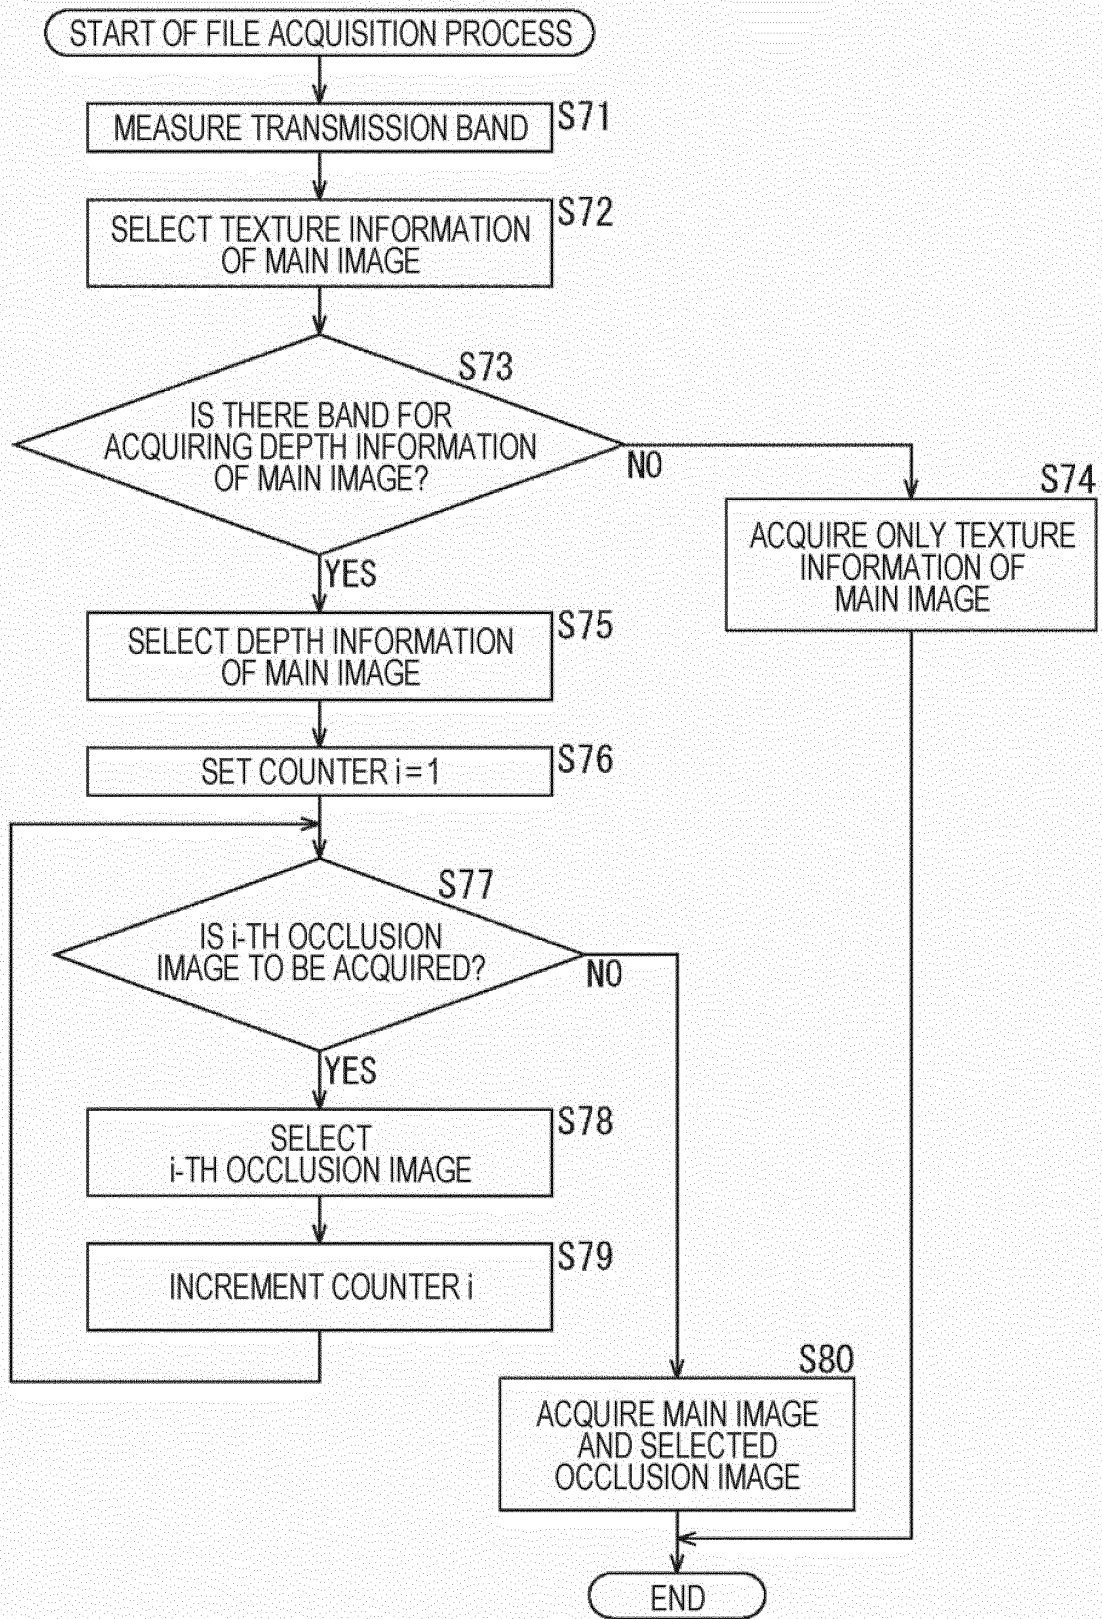 START OF FILE ACQUISITION PROCESS
S71
MEASURE TRANSMISSION BAND
S72
SELECT TEXTURE INFORMATION
OF MAIN IMAGE
S73
IS THERE BAND FOR
ACQUIRING DEPTH INFORMATION
OF MAIN IMAGE?
NO
S74
ACQUIRE ONLY TEXTURE
INFORMATION OF
MAIN IMAGE
YES
S75
SELECT DEPTH INFORMATION
OF MAIN IMAGE
S76
SET COUNTER i=1
S77
IS i-TH OCCLUSION
IMAGE TO BE ACQUIRED?
NO
YES
S78
SELECT
i-TH OCCLUSION IMAGE
S79
INCREMENT COUNTER i
S80
ACQUIRE MAIN IMAGE
AND SELECTED
OCCLUSION IMAGE
END